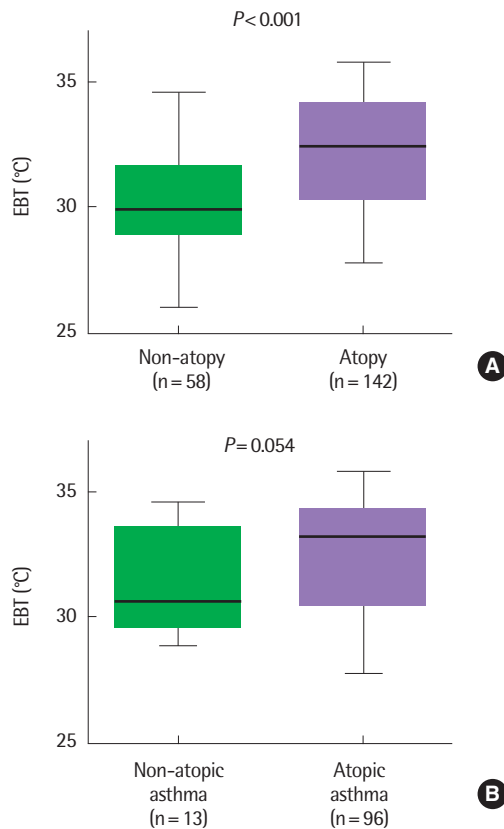 P < 0.001
35
30
25
EBT (°C)
Non-atopy
(n = 58)
Atopy
(n = 142)
A
P = 0.054
35
30
25
EBT (°C)
Non-atopic
asthma
(n = 13)
Atopic
asthma
(n = 96)
B